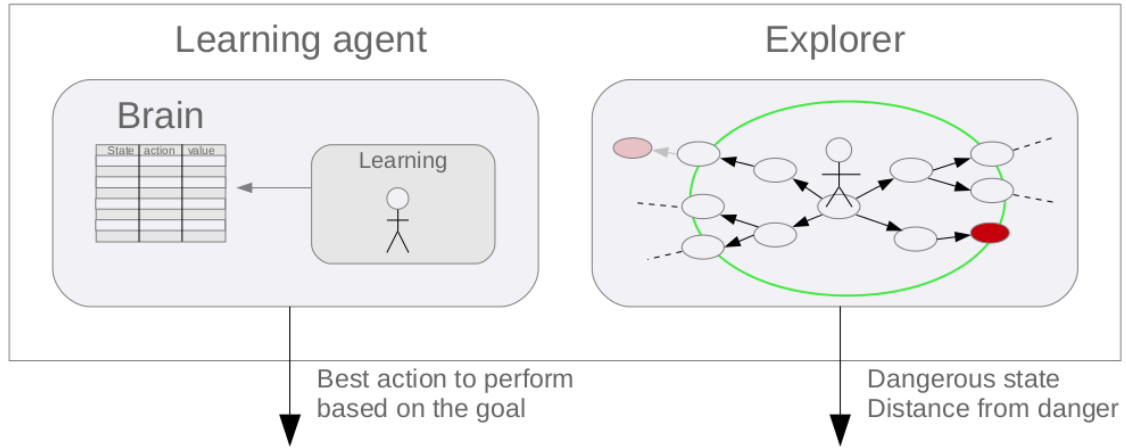 Learning agent
Explorer
Brain
State action value
Learning
Best action to perform
based on the goal
Dangerous state
Distance from danger